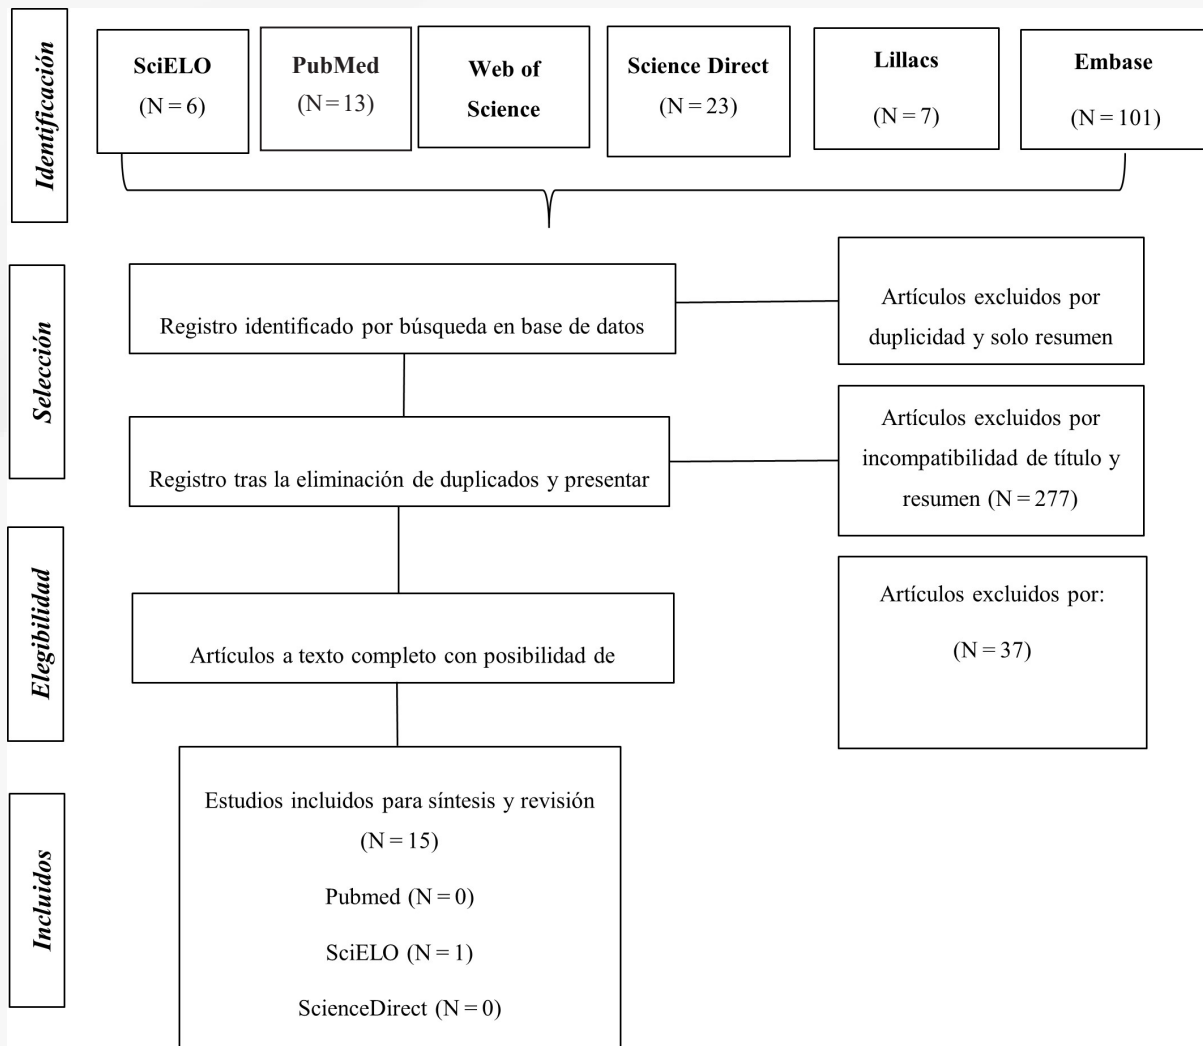 Identificación
SciELO
(N = 6)
PubMed
(N = 13)
Web of
Science
Science Direct
(N = 23)
Lillacs
(N = 7)
Embase
(N = 101)
Selección
Registro identificado por búsqueda en base de datos
Artículos excluidos por
duplicidad y solo resumen
Registro tras la eliminación de duplicados y presentar
Artículos excluidos por
incompatibilidad de título y
resumen (N = 277)
Elegibilidad
Artículos a texto completo con posibilidad de
Artículos excluidos por:
(N = 37)
Incluidos
Estudios incluidos para síntesis y revisión
(N = 15)
Pubmed (N = 0)
SciELO (N = 1)
ScienceDirect (N = 0)